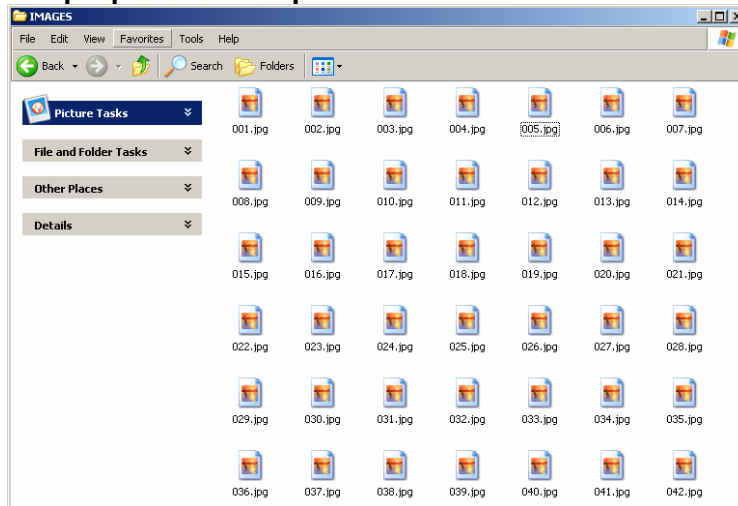 IMAGES
File Edit View Favorites Tools Help
Back Search Folders
Picture Tasks
File and Folder Tasks
Other Places
Details
001.jpg 002.jpg 003.jpg 004.jpg 005.jpg 006.jpg 007.jpg
008.jpg 009.jpg 010.jpg 011.jpg 012.jpg 013.jpg 014.jpg
015.jpg 016.jpg 017.jpg 018.jpg 019.jpg 020.jpg 021.jpg
022.jpg 023.jpg 024.jpg 025.jpg 026.jpg 027.jpg 028.jpg
029.jpg 030.jpg 031.jpg 032.jpg 033.jpg 034.jpg 035.jpg
036.jpg 037.jpg 038.jpg 039.jpg 040.jpg 041.jpg 042.jpg